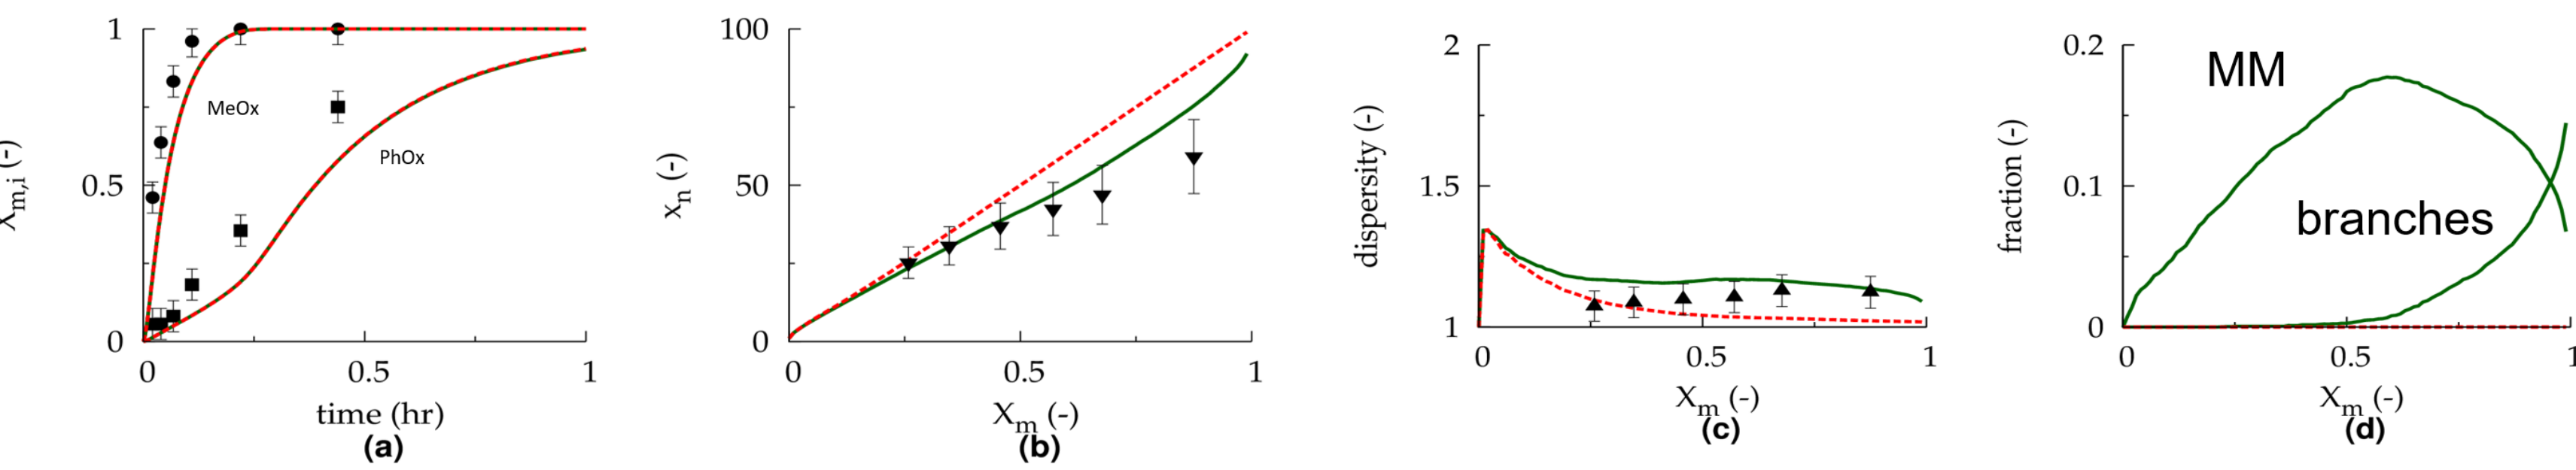 1
0.5
0
X_m,i (-)
MeOx
PhOx
0 0.5 1
time (hr)
(a)
100
50
0
x_n (-)
0 0.5 1
X_m (-)
(b)
2
1.5
1
dispersity (-)
0 0.5 1
X_m (-)
(c)
0.2
0.1
0
fraction (-)
MM
branches
0 0.5 1
X_m (-)
(d)